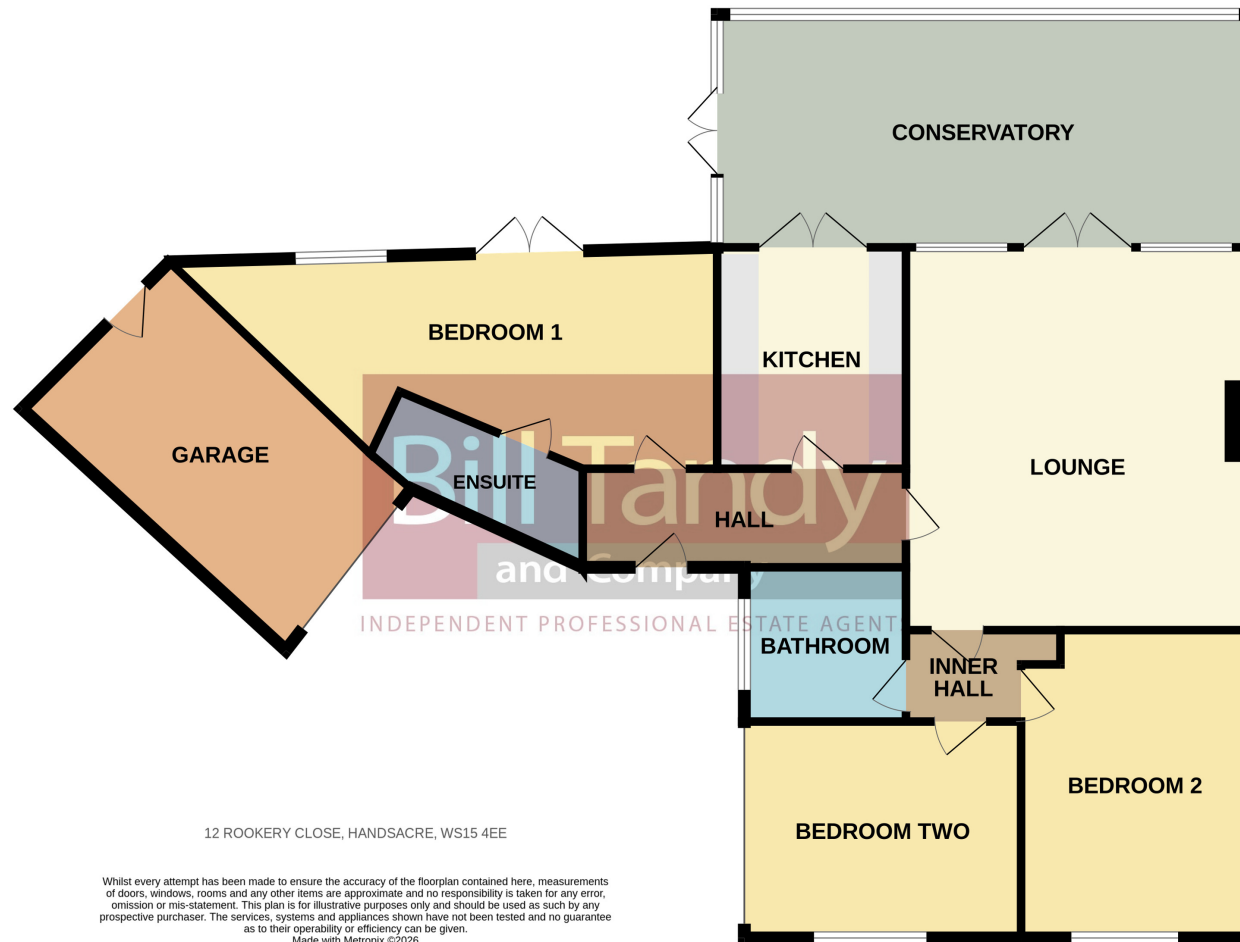 CONSERVATORY
BEDROOM 1
KITCHEN
GARAGE
LOUNGE
ENSUITE
HALL
Bill Tandy
and Company
INDEPENDENT PROFESSIONAL ESTATE AGENTS
BATHROOM
INNER
HALL
BEDROOM 2
BEDROOM TWO
12 ROOKERY CLOSE, HANDSACRE, WS15 4EE
Whilst every attempt has been made to ensure the accuracy of the floorplan contained here, measurements
of doors, windows, rooms and any other items are approximate and no responsibility is taken for any error,
omission or mis-statement. This plan is for illustrative purposes only and should be used as such by any
prospective purchaser. The services, systems and appliances shown have not been tested and no guarantee
as to their operability or efficiency can be given.
Made with Metropix ©2026